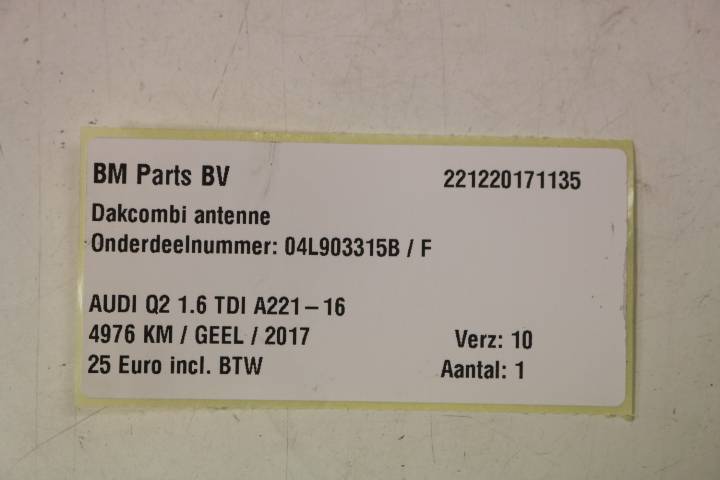 BM Parts BV 221220171135
Dakcombi antenne
Onderdeelnummer: 04L903315B / F
AUDI Q2 1.6 TDI A221-16
4976 KM / GEEL / 2017 Verz: 10
25 Euro incl. BTW Aantal: 1